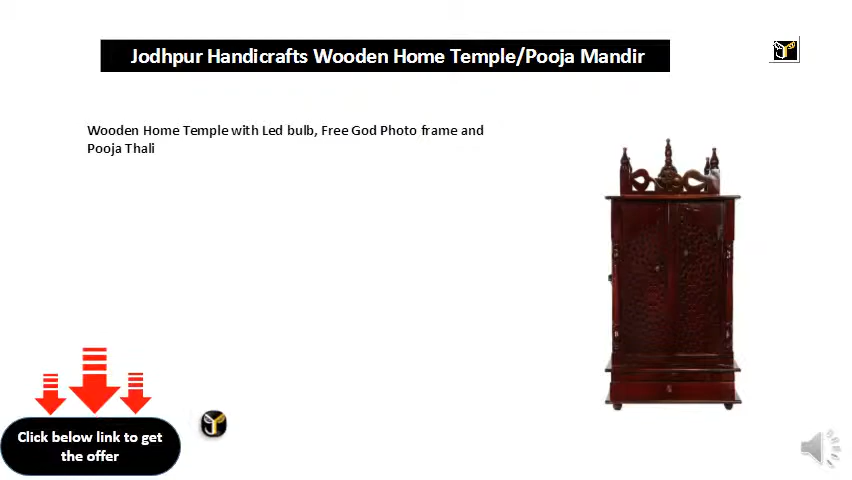 Jodhpur Handicrafts Wooden Home Temple/Pooja Mandir
Wooden Home Temple with Led bulb, Free God Photo frame and
Pooja Thali
Click below link to get
the offer